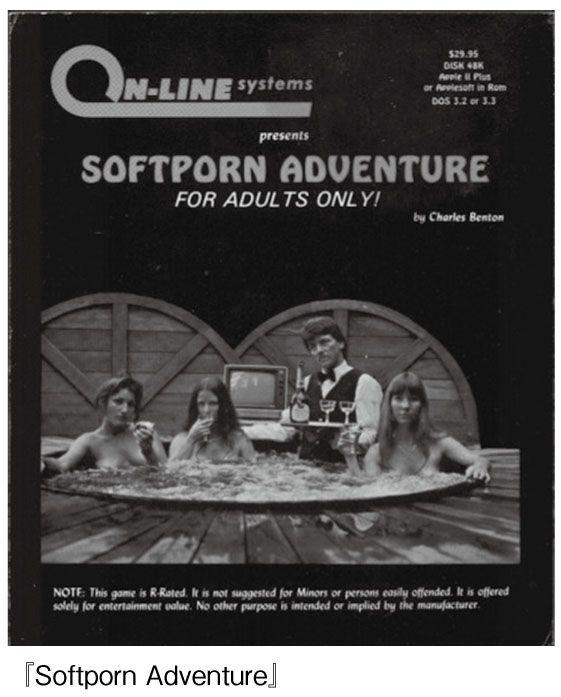 ON-LINE systems
$29.95
DISK 48K
Apple II Plus
or Applesoft in Rom
DOS 3.2 or 3.3
presents
SOFTPORN ADVENTURE
FOR ADULTS ONLY!
by Charles Benton
NOTE: This game is R-Rated. It is not suggested for Minors or persons easily offended. It is offered
solely for entertainment value. No other purpose is intended or implied by the manufacturer.
『Softporn Adventure』